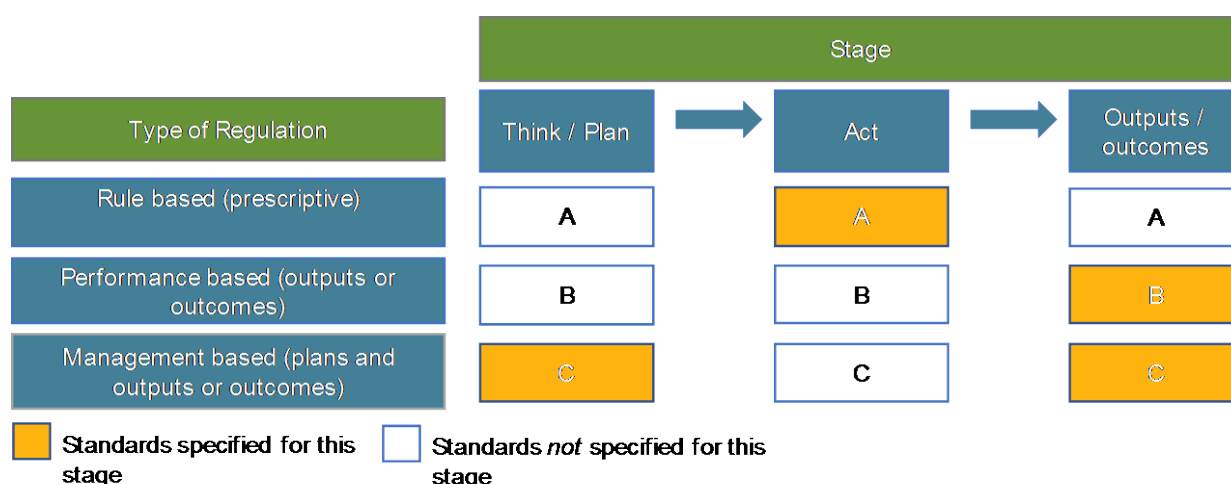 Stage
Type of Regulation
Think / Plan
Act
Outputs /
outcomes
Rule based (prescriptive)
A
A
A
Performance based (outputs or
outcomes)
B
B
B
Management based (plans and
outputs or outcomes)
C
C
C
Standards specified for this
stage
Standards not specified for this
stage